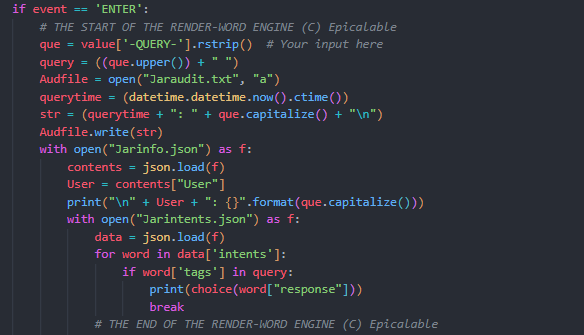 if event == 'ENTER':
# THE START OF THE RENDER-WORD ENGINE (C) Epicalable
que = value['-QUERY-'].rstrip()  # Your input here
query = ((que.upper()) + " ")
Audfile = open("Jaraudit.txt", "a")
querytime = (datetime.datetime.now().ctime())
str = (querytime + ": " + que.capitalize() + "\n")
Audfile.write(str)
with open("Jarinfo.json") as f:
contents = json.load(f)
User = contents["User"]
print("\n" + User + ": {}".format(que.capitalize()))
with open("Jarintents.json") as f:
data = json.load(f)
for word in data['intents']:
if word['tags'] in query:
print(choice(word["response"]))
break
# THE END OF THE RENDER-WORD ENGINE (C) Epicalable